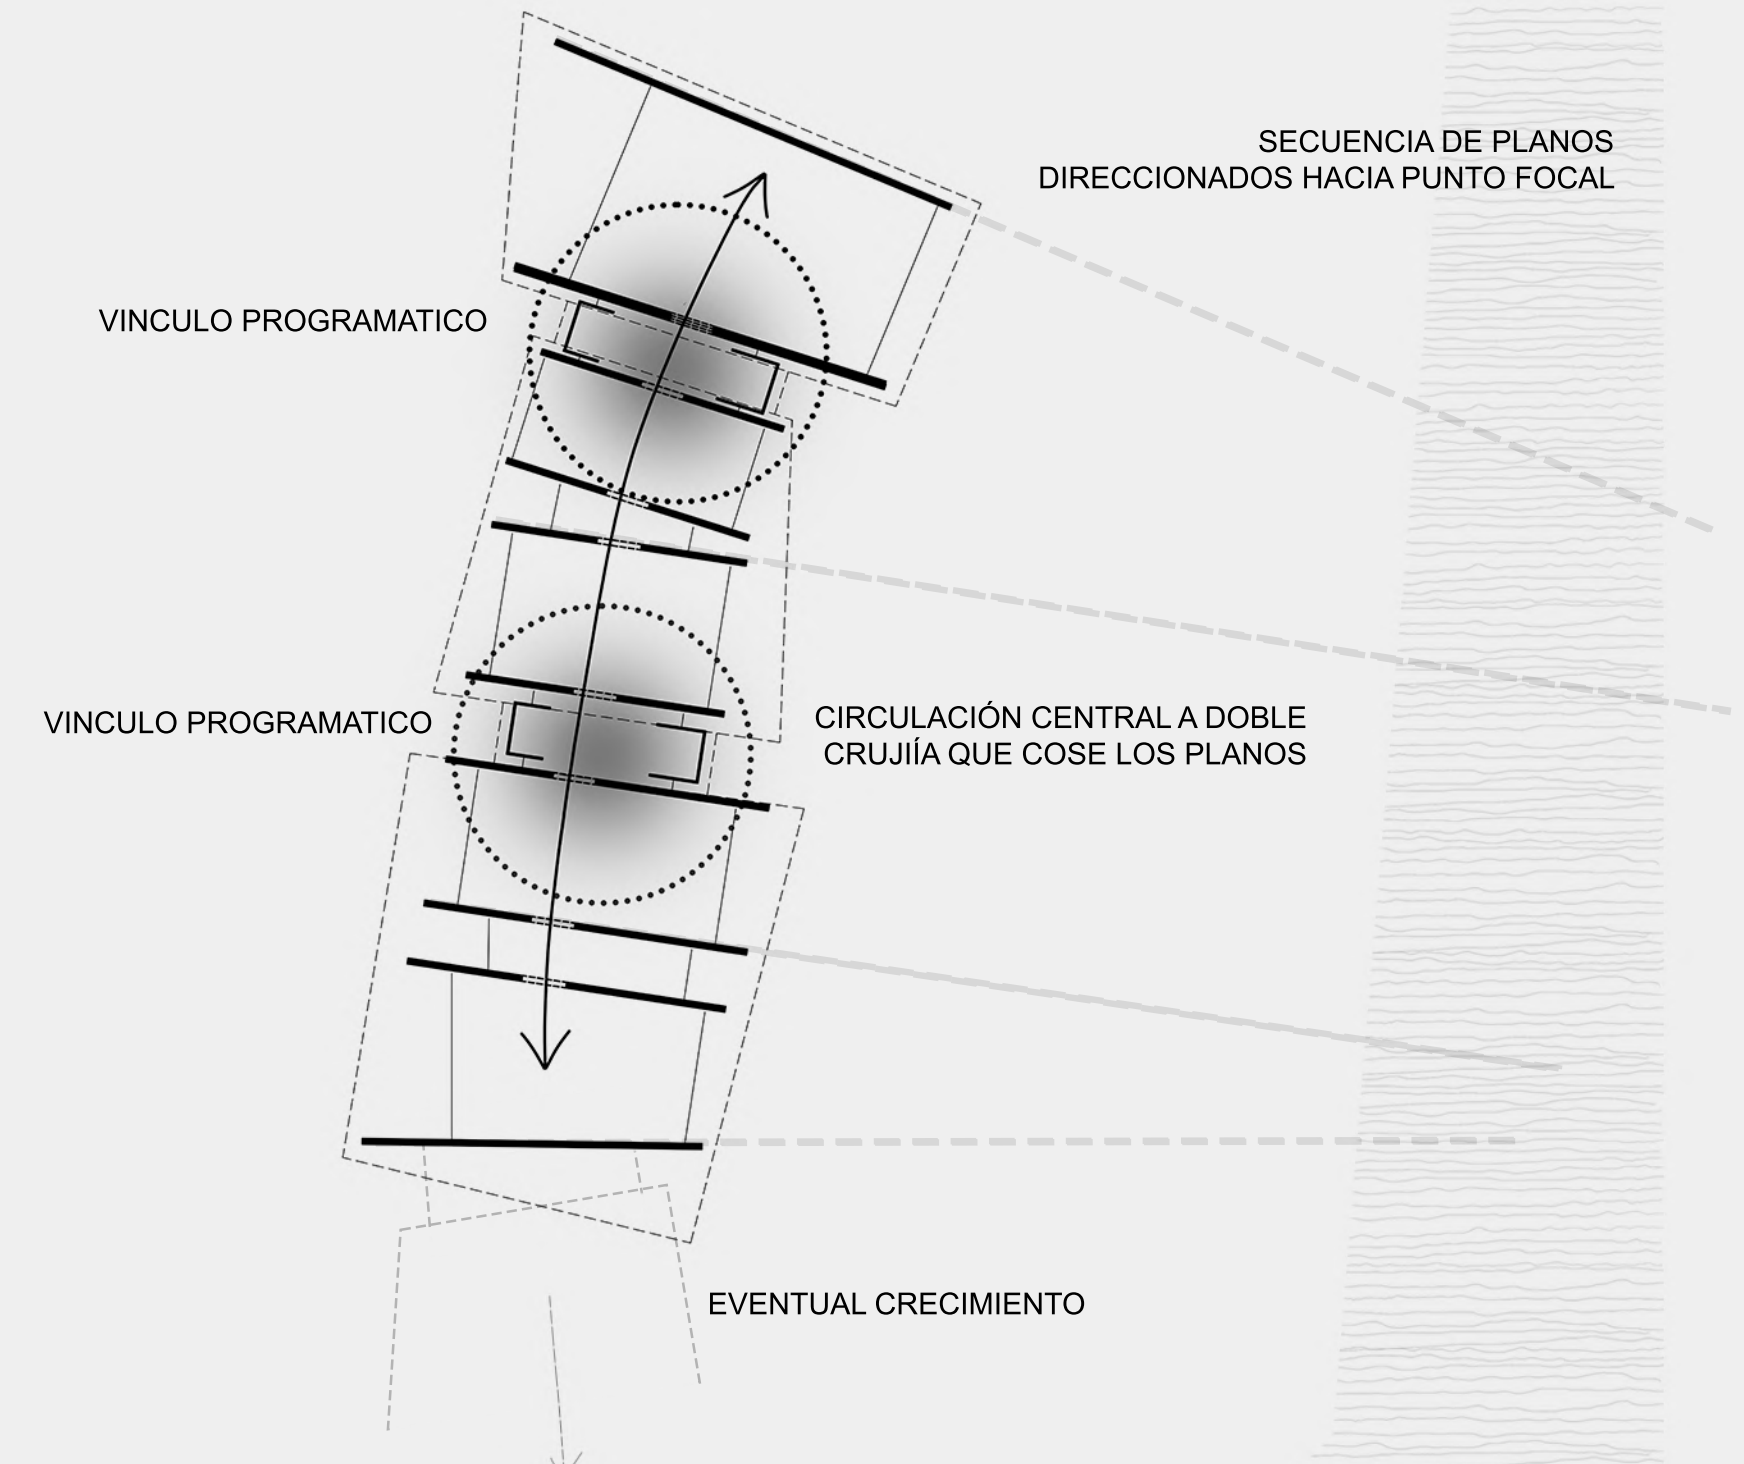 SECUENCIA DE PLANOS
DIRECCIONADOS HACIA PUNTO FOCAL
VINCULO PROGRAMATICO
VINCULO PROGRAMATICO
CIRCULACIÓN CENTRAL A DOBLE
CRUJIÍA QUE COSE LOS PLANOS
EVENTUAL CRECIMIENTO